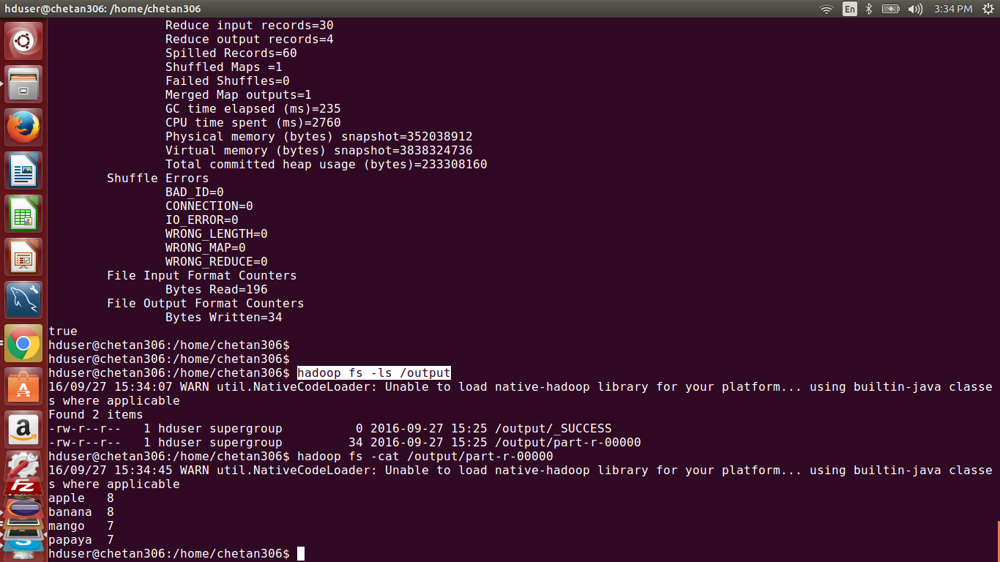 hduser@chetan306: /home/chetan306
En
3:34 PM
Reduce input records=30
Reduce output records=4
Spilled Records=60
Shuffled Maps =1
Failed Shuffles=0
Merged Map outputs=1
GC time elapsed (ms)=235
CPU time spent (ms)=2760
Physical memory (bytes) snapshot=352038912
Virtual memory (bytes) snapshot=3838324736
Total committed heap usage (bytes)=233308160
Shuffle Errors
BAD_ID=0
CONNECTION=0
IO_ERROR=0
WRONG_LENGTH=0
WRONG_MAP=0
WRONG_REDUCE=0
File Input Format Counters
Bytes Read=196
File Output Format Counters
Bytes Written=34
true
hduser@chetan306:/home/chetan306$
hduser@chetan306:/home/chetan306$
hduser@chetan306:/home/chetan306$ hadoop fs -ls /output
16/09/27 15:34:07 WARN util.NativeCodeLoader: Unable to load native-hadoop library for your platform... using builtin-java classe
s where applicable
Found 2 items
-rw-r--r--   1 hduser supergroup          0 2016-09-27 15:25 /output/_SUCCESS
-rw-r--r--   1 hduser supergroup         34 2016-09-27 15:25 /output/part-r-00000
hduser@chetan306:/home/chetan306$ hadoop fs -cat /output/part-r-00000
16/09/27 15:34:45 WARN util.NativeCodeLoader: Unable to load native-hadoop library for your platform... using builtin-java classe
s where applicable
apple   8
banana  8
mango   7
papaya  7
hduser@chetan306:/home/chetan306$